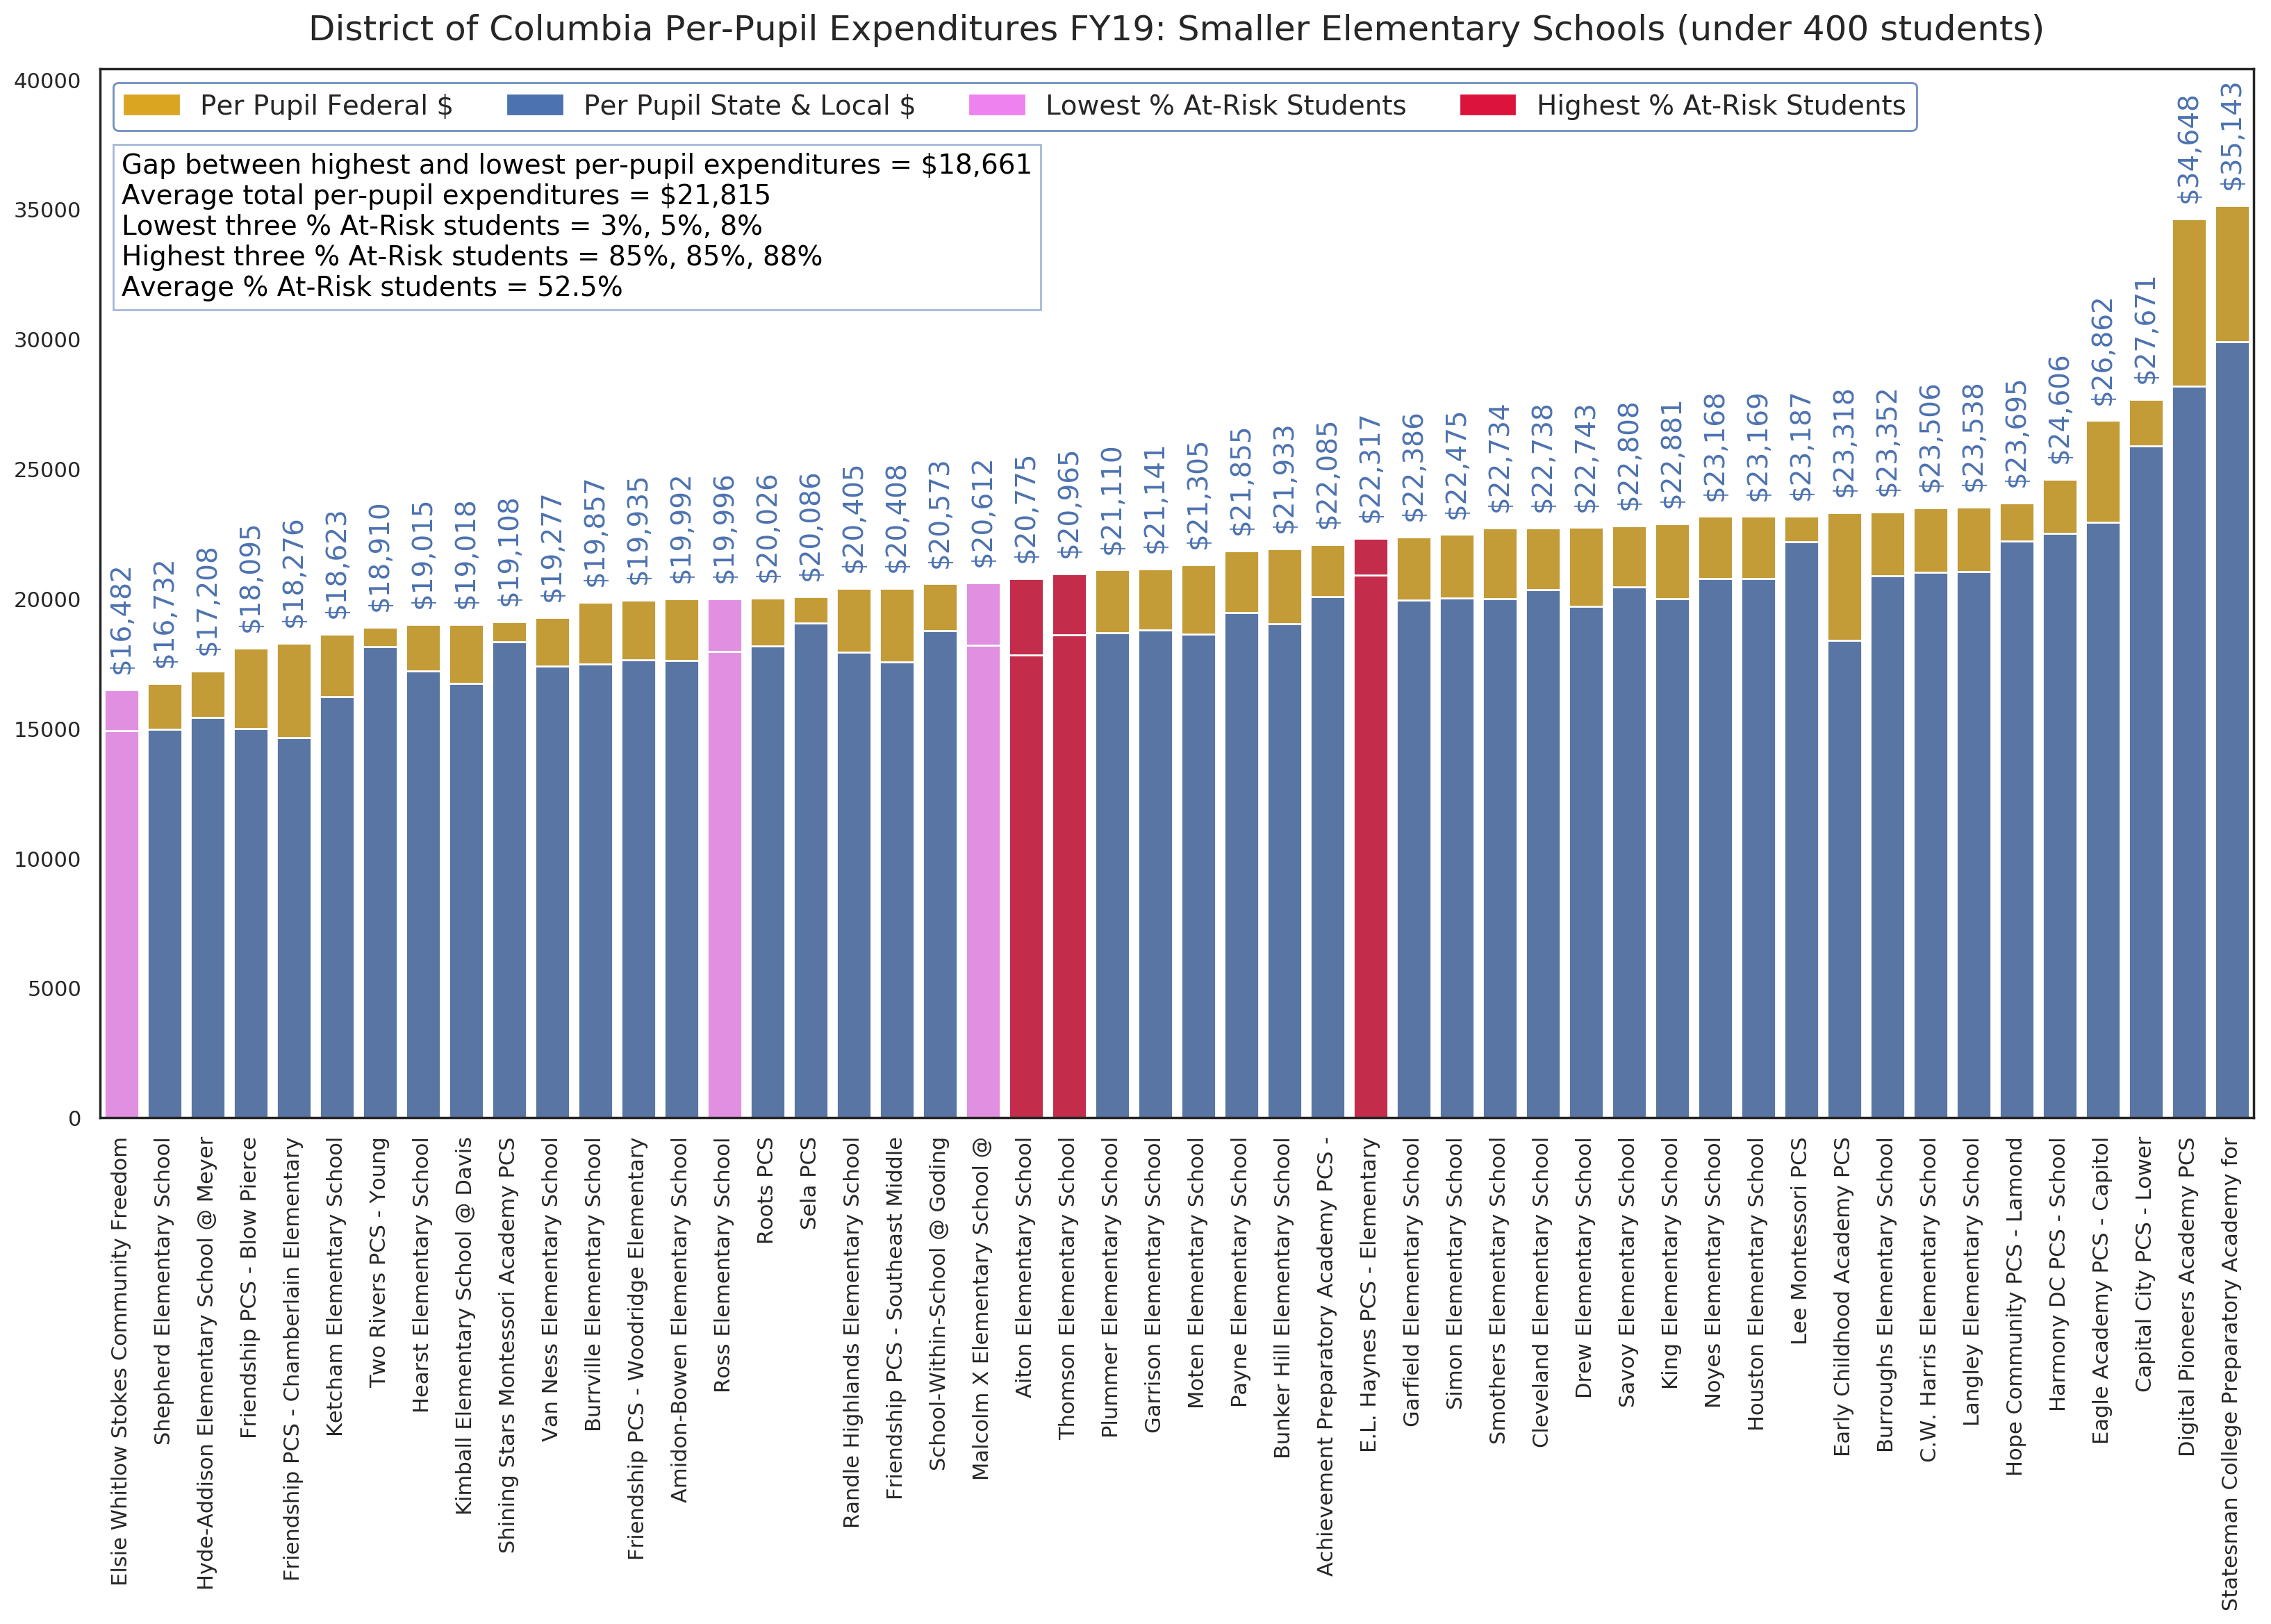 District of Columbia Per-Pupil Expenditures FY19: Smaller Elementary Schools (under 400 students)
Per Pupil Federal $
Per Pupil State & Local $
Lowest % At-Risk Students
Highest % At-Risk Students
Gap between highest and lowest per-pupil expenditures = $18,661
Average total per-pupil expenditures = $21,815
Lowest three % At-Risk students = 3%, 5%, 8%
Highest three % At-Risk students = 85%, 85%, 88%
Average % At-Risk students = 52.5%
40000
35000
30000
25000
20000
15000
10000
5000
0
$16,482
$16,732
$17,208
$18,095
$18,276
$18,623
$18,910
$19,015
$19,018
$19,108
$19,277
$19,857
$19,935
$19,992
$19,996
$20,026
$20,086
$20,405
$20,408
$20,573
$20,612
$20,775
$20,965
$21,110
$21,141
$21,305
$21,855
$21,933
$22,085
$22,317
$22,386
$22,475
$22,734
$22,738
$22,743
$22,808
$22,881
$23,168
$23,169
$23,187
$23,318
$23,352
$23,506
$23,538
$23,695
$24,606
$26,862
$27,671
$34,648
$35,143
Elsie Whitlow Stokes Community Freedom
Shepherd Elementary School
Hyde-Addison Elementary School @ Meyer
Friendship PCS - Blow Pierce
Friendship PCS - Chamberlain Elementary
Ketcham Elementary School
Two Rivers PCS - Young
Hearst Elementary School
Kimball Elementary School @ Davis
Shining Stars Montessori Academy PCS
Van Ness Elementary School
Burrville Elementary School
Friendship PCS - Woodridge Elementary
Amidon-Bowen Elementary School
Ross Elementary School
Roots PCS
Sela PCS
Randle Highlands Elementary School
Friendship PCS - Southeast Middle
School-Within-School @ Goding
Malcolm X Elementary School @
Aiton Elementary School
Thomson Elementary School
Plummer Elementary School
Garrison Elementary School
Moten Elementary School
Payne Elementary School
Bunker Hill Elementary School
Achievement Preparatory Academy PCS -
E.L. Haynes PCS - Elementary
Garfield Elementary School
Simon Elementary School
Smothers Elementary School
Cleveland Elementary School
Drew Elementary School
Savoy Elementary School
King Elementary School
Noyes Elementary School
Houston Elementary School
Lee Montessori PCS
Early Childhood Academy PCS
Burroughs Elementary School
C.W. Harris Elementary School
Langley Elementary School
Hope Community PCS - Lamond
Harmony DC PCS - School
Eagle Academy PCS - Capitol
Capital City PCS - Lower
Digital Pioneers Academy PCS
Statesman College Preparatory Academy for